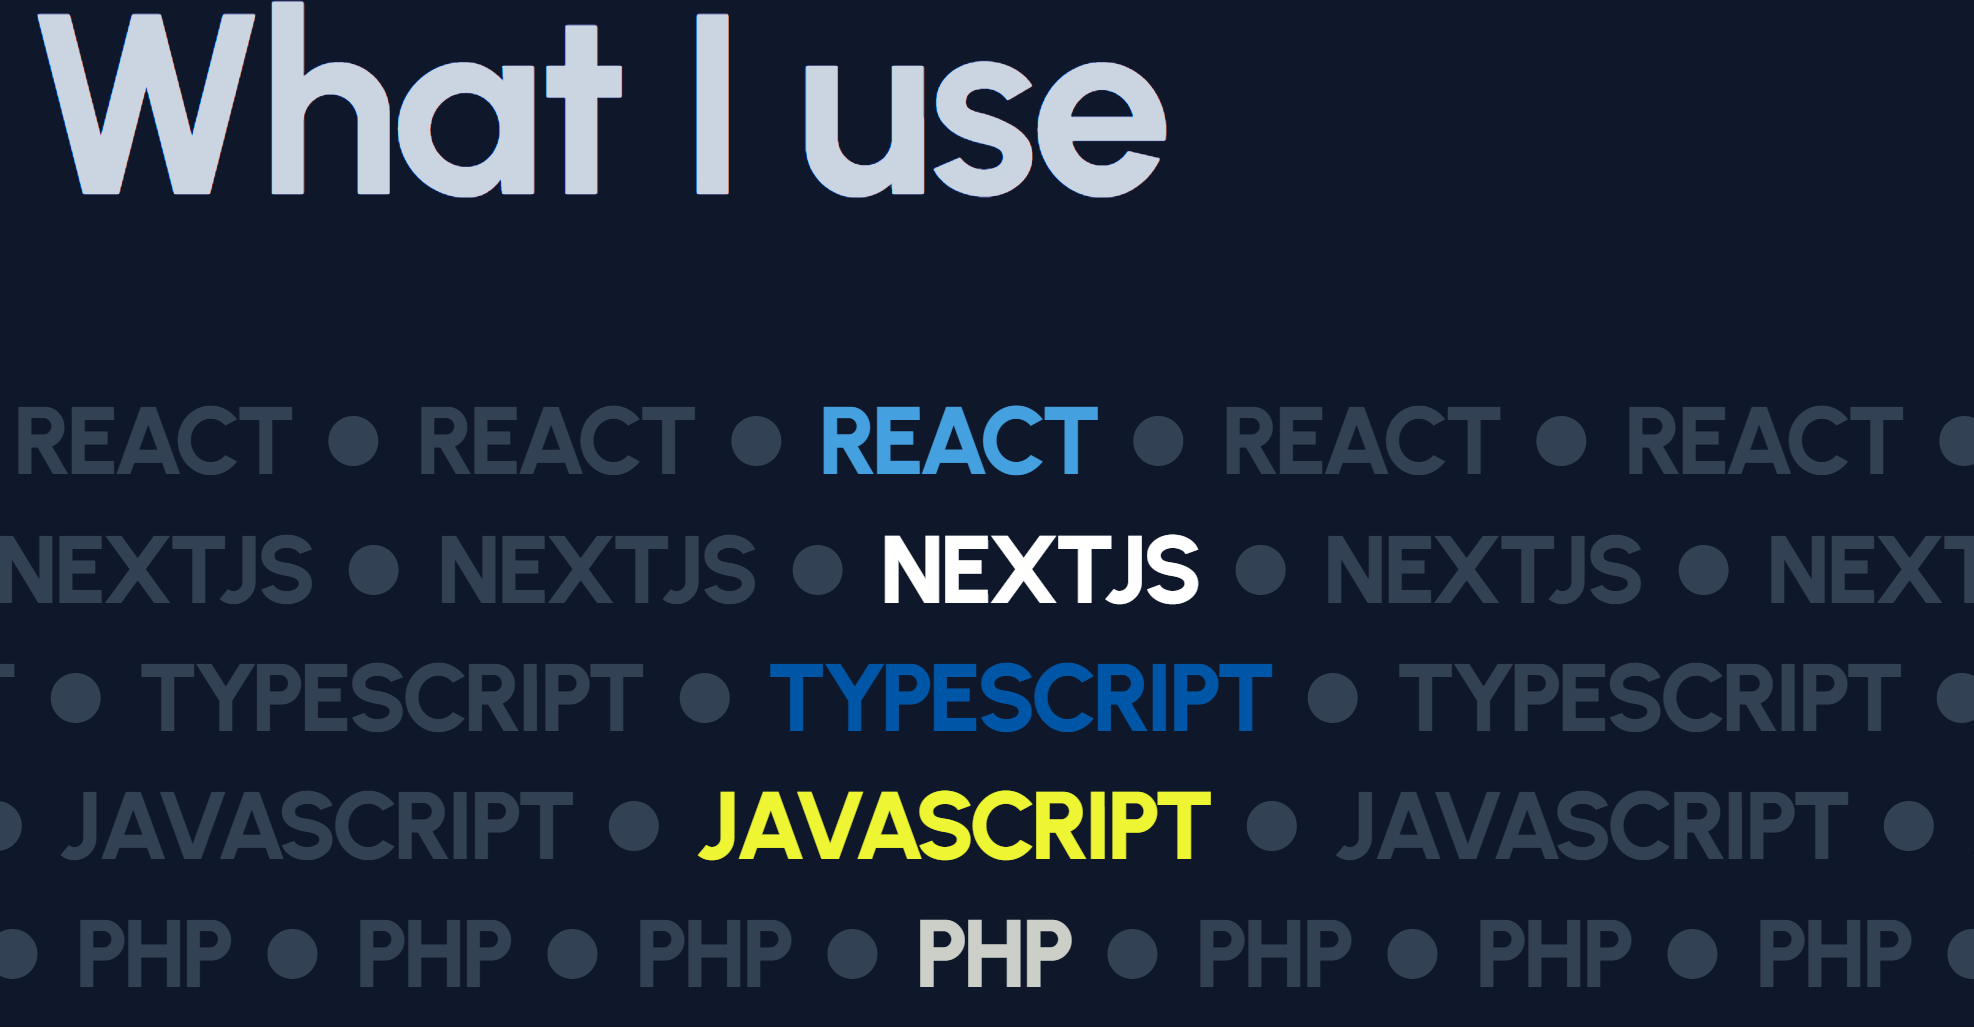 What I use
REACT ● REACT ● REACT ● REACT ● REACT ●
NEXTJS ● NEXTJS ● NEXTJS ● NEXTJS ● NEXT
T ● TYPESCRIPT ● TYPESCRIPT ● TYPESCRIPT ●
● JAVASCRIPT ● JAVASCRIPT ● JAVASCRIPT ●
● PHP ● PHP ● PHP ● PHP ● PHP ● PHP ● PHP ●